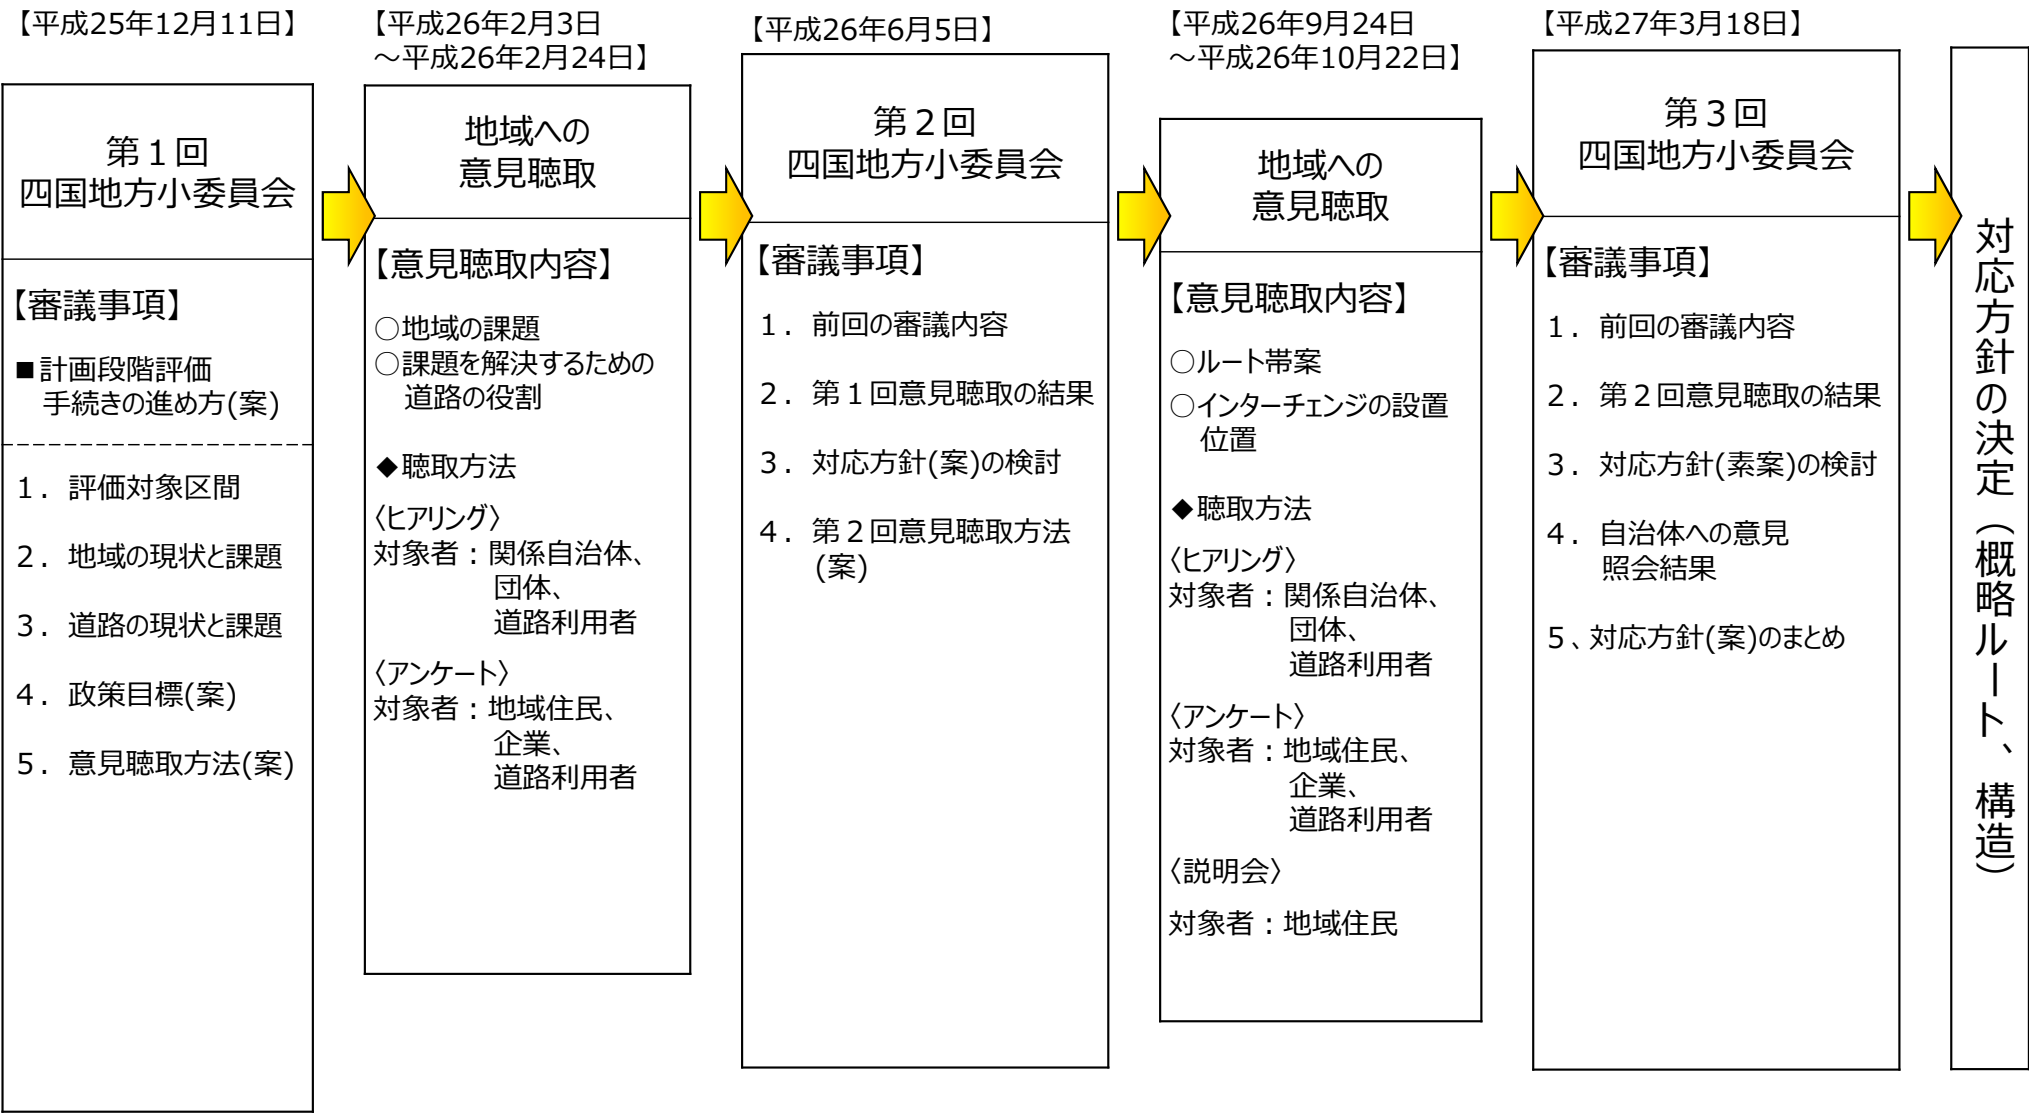 【平成25年12月11日】
第１回
四国地方小委員会
【審議事項】
■計画段階評価
手続きの進め方(案)
１．評価対象区間
２．地域の現状と課題
３．道路の現状と課題
４．政策目標(案)
５．意見聴取方法(案)
【平成26年2月3日
～平成26年2月24日】
地域への
意見聴取
【意見聴取内容】
○地域の課題
○課題を解決するための
道路の役割
◆聴取方法
〈ヒアリング〉
対象者：関係自治体、
団体、
道路利用者
〈アンケート〉
対象者：地域住民、
企業、
道路利用者
【平成26年6月5日】
第２回
四国地方小委員会
【審議事項】
１．前回の審議内容
２．第１回意見聴取の結果
３．対応方針(案)の検討
４．第２回意見聴取方法
(案)
【平成26年9月24日
～平成26年10月22日】
地域への
意見聴取
【意見聴取内容】
○ルート帯案
○インターチェンジの設置
位置
◆聴取方法
〈ヒアリング〉
対象者：関係自治体、
団体、
道路利用者
〈アンケート〉
対象者：地域住民、
企業、
道路利用者
〈説明会〉
対象者：地域住民
【平成27年3月18日】
第３回
四国地方小委員会
【審議事項】
１．前回の審議内容
２．第２回意見聴取の結果
３．対応方針(素案)の検討
４．自治体への意見
照会結果
５、対応方針(案)のまとめ
対応方針の決定（概略ルート、構造）